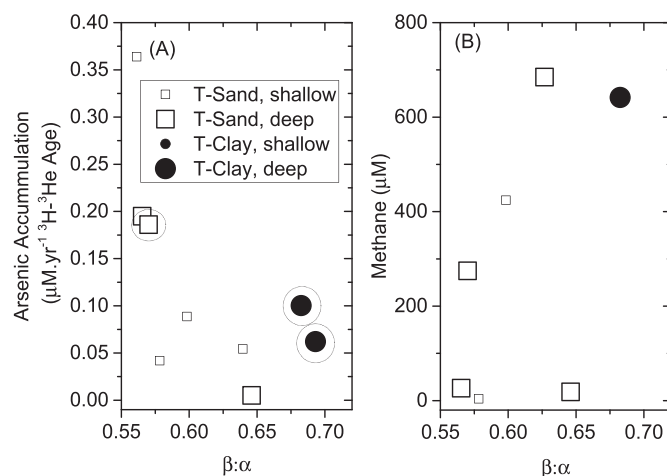 (A)
0.40
0.35
0.30
0.25
0.20
0.15
0.10
0.05
0.00
Arsenic Accummulation
(μM.yr⁻¹ ³H-³He Age)
T-Sand, shallow
T-Sand, deep
T-Clay, shallow
T-Clay, deep
0.55 0.60 0.65 0.70
β:α
(B)
800
600
400
200
0
Methane (μM)
0.55 0.60 0.65 0.70
β:α